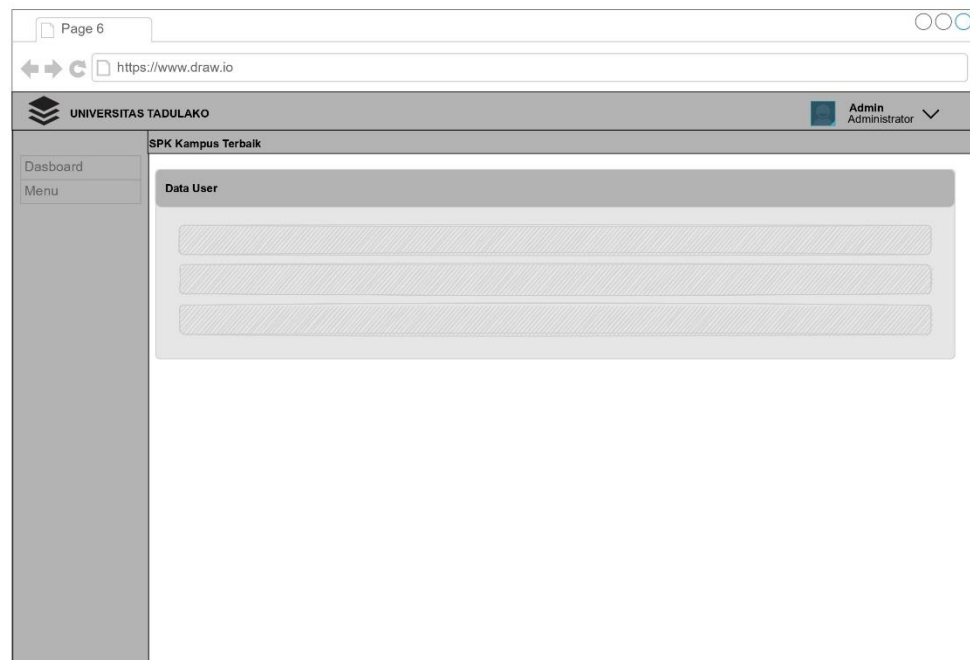 Page 6
https://www.draw.io
UNIVERSITAS TADULAKO
Admin
Administrator
SPK Kampus Terbaik
Dasboard
Menu
Data User